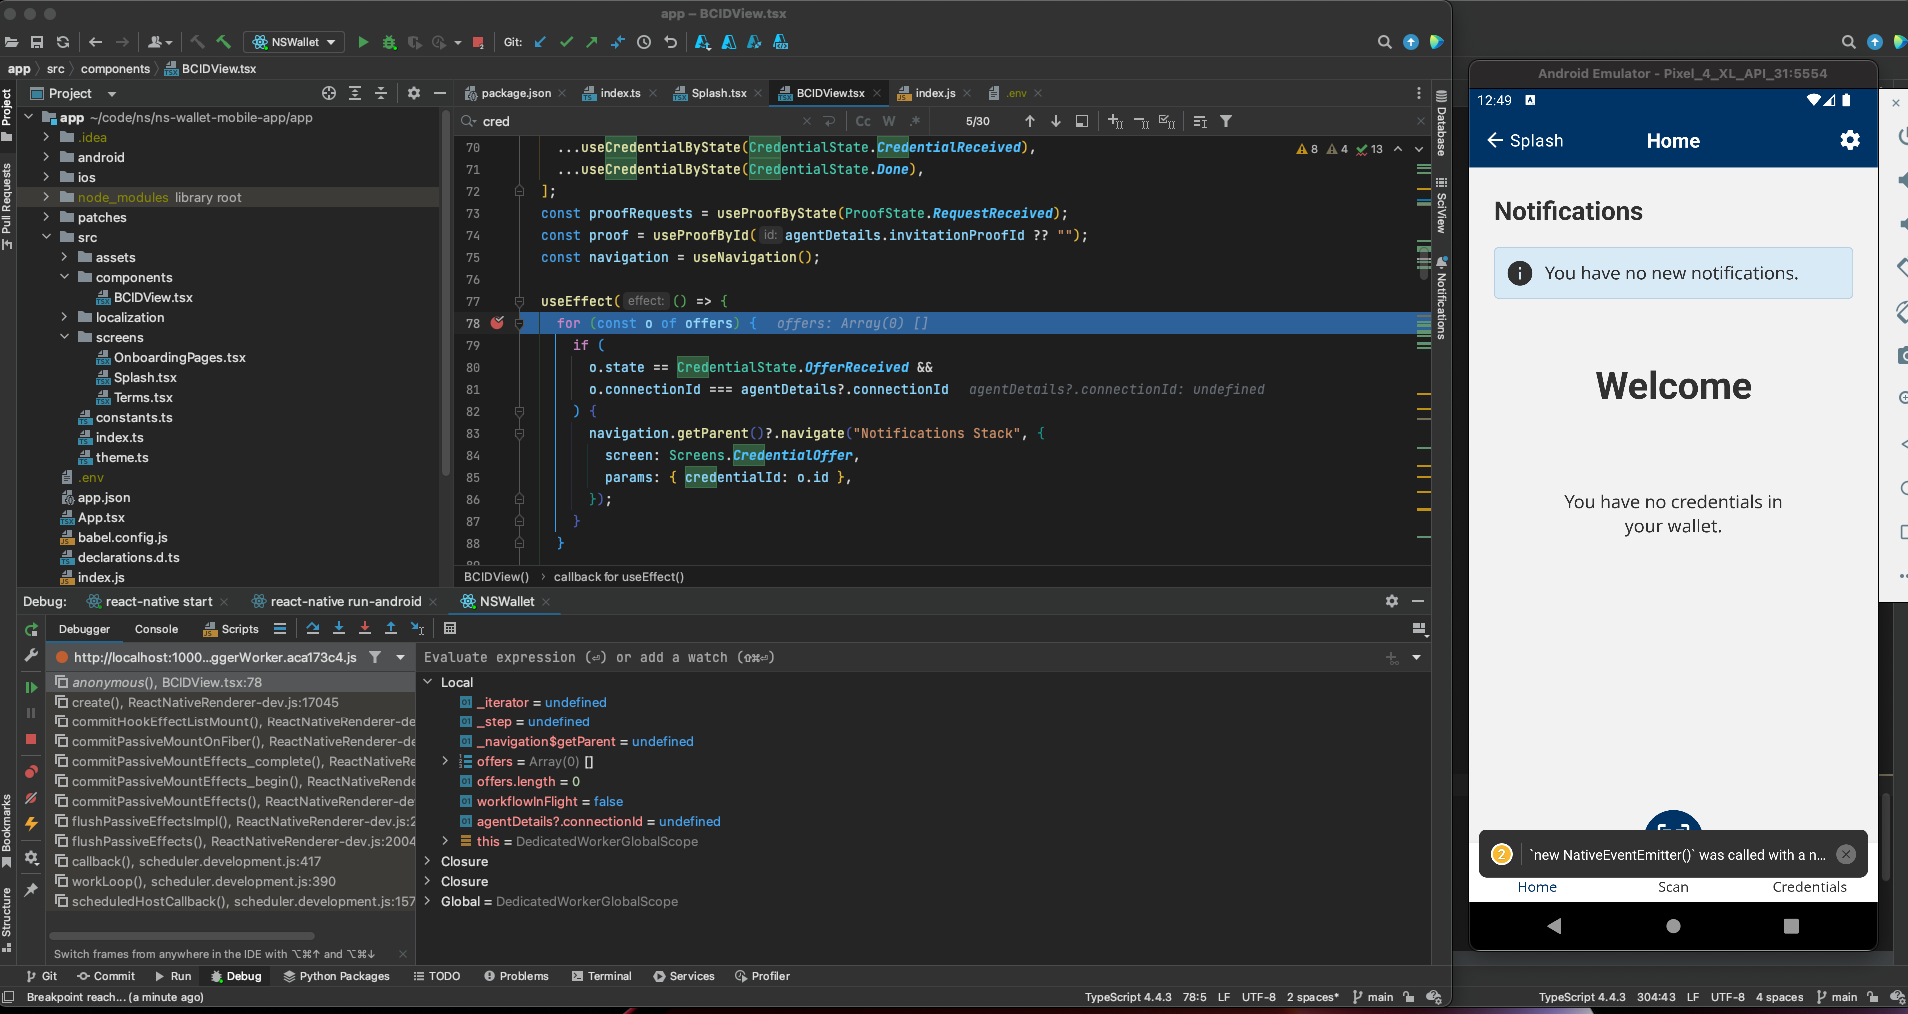 app – BCIDView.tsx
NSWallet
Git:
app
src
components
BCIDView.tsx
Project
package.json
index.ts
Splash.tsx
BCIDView.tsx
index.js
.env
Project
Pull Requests
Bookmarks
Structure
app ~/code/ns/ns-wallet-mobile-app/app
.idea
android
ios
node_modules library root
patches
src
assets
components
BCIDView.tsx
localization
screens
OnboardingPages.tsx
Splash.tsx
Terms.tsx
constants.ts
index.ts
theme.ts
.env
app.json
App.tsx
babel.config.js
declarations.d.ts
index.js
cred
Cc
W
.*
5/30
8
4
13
70 ...useCredentialByState(CredentialState.CredentialReceived),
71 ...useCredentialByState(CredentialState.Done),
72 ];
73 const proofRequests = useProofByState(ProofState.RequestReceived);
74 const proof = useProofById( id: agentDetails.invitationProofId ?? "");
75 const navigation = useNavigation();
76
77 useEffect( effect: () => {
78 for (const o of offers) { offers: Array(0) []
79 if (
80 o.state == CredentialState.OfferReceived &&
81 o.connectionId === agentDetails?.connectionId agentDetails?.connectionId: undefined
82 ) {
83 navigation.getParent()?.navigate("Notifications Stack", {
84 screen: Screens.CredentialOffer,
85 params: { credentialId: o.id },
86 });
87 }
88 }
BCIDView()
callback for useEffect()
Database
SciView
Notifications
Debug:
react-native start
react-native run-android
NSWallet
Debugger
Console
Scripts
http://localhost:1000...ggerWorker.aca173c4.js
anonymous(), BCIDView.tsx:78
create(), ReactNativeRenderer-dev.js:17045
commitHookEffectListMount(), ReactNativeRenderer-de
commitPassiveMountOnFiber(), ReactNativeRenderer-de
commitPassiveMountEffects_complete(), ReactNativeRe
commitPassiveMountEffects_begin(), ReactNativeRende
commitPassiveMountEffects(), ReactNativeRenderer-de
flushPassiveEffectsImpl(), ReactNativeRenderer-dev.js:2
flushPassiveEffects(), ReactNativeRenderer-dev.js:2004
callback(), scheduler.development.js:417
workLoop(), scheduler.development.js:390
scheduledHostCallback(), scheduler.development.js:157
Switch frames from anywhere in the IDE with ⌥⌘↑ and ⌥⌘↓
Evaluate expression (⏎) or add a watch (⇧⌘⏎)
Local
_iterator = undefined
_step = undefined
_navigation$getParent = undefined
offers = Array(0) []
offers.length = 0
workflowInFlight = false
agentDetails?.connectionId = undefined
this = DedicatedWorkerGlobalScope
Closure
Closure
Global = DedicatedWorkerGlobalScope
Git
Commit
Run
Debug
Python Packages
TODO
Problems
Terminal
Services
Profiler
Breakpoint reach... (a minute ago)
TypeScript 4.4.3
78:5
LF
UTF-8
2 spaces*
main
Android Emulator - Pixel_4_XL_API_31:5554
12:49
Splash
Home
Notifications
You have no new notifications.
Welcome
You have no credentials in
your wallet.
2
`new NativeEventEmitter()` was called with a n...
Home
Scan
Credentials
TypeScript 4.4.3
304:43
LF
UTF-8
4 spaces
main